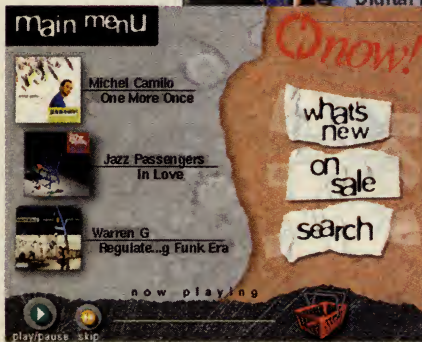 Digital
main menu
now!
Michel Camilo
One More Once
what's
new
Jazz Passengers
In Love
on
sale
Warren G
Regulate...g Funk Era
search
now playing
play/pause skip